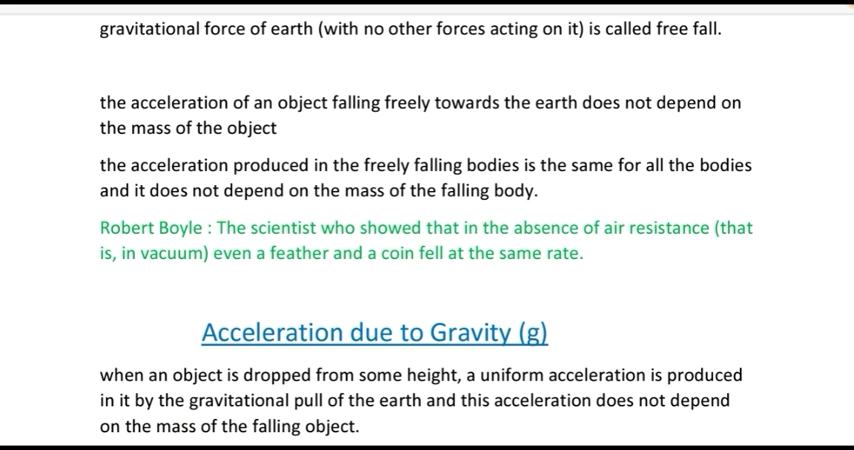 gravitational force of earth (with no other forces acting on it) is called free fall.
the acceleration of an object falling freely towards the earth does not depend on
the mass of the object
the acceleration produced in the freely falling bodies is the same for all the bodies
and it does not depend on the mass of the falling body.
Robert Boyle : The scientist who showed that in the absence of air resistance (that
is, in vacuum) even a feather and a coin fell at the same rate.
Acceleration due to Gravity (g)
when an object is dropped from some height, a uniform acceleration is produced
in it by the gravitational pull of the earth and this acceleration does not depend
on the mass of the falling object.